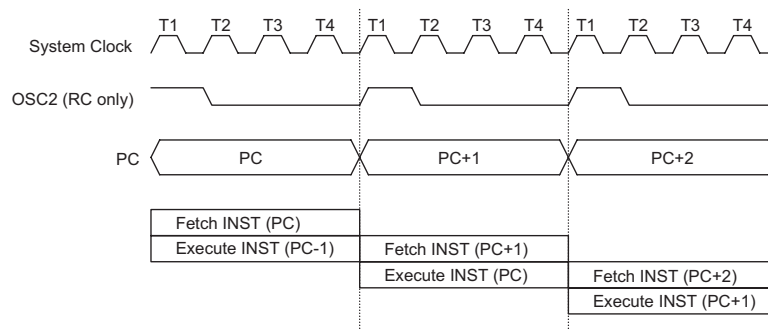 T1 T2 T3 T4 T1 T2 T3 T4 T1 T2 T3 T4
System Clock
OSC2 (RC only)
PC PC PC+1 PC+2
Fetch INST (PC)
Execute INST (PC-1) Fetch INST (PC+1)
Execute INST (PC) Fetch INST (PC+2)
Execute INST (PC+1)